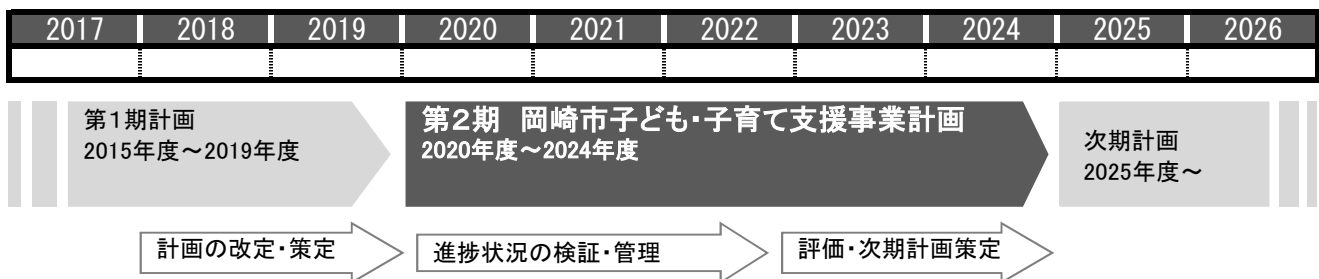 2017 2018 2019 2020 2021 2022 2023 2024 2025 2026
第１期計画
2015年度～2019年度
第２期　岡崎市子ども・子育て支援事業計画
2020年度～2024年度
次期計画
2025年度～
計画の改定・策定
進捗状況の検証・管理
評価・次期計画策定